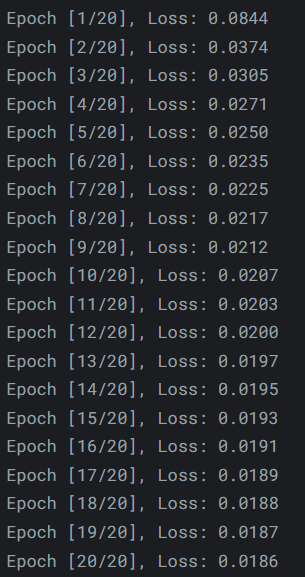 Epoch [1/20], Loss: 0.0844
Epoch [2/20], Loss: 0.0374
Epoch [3/20], Loss: 0.0305
Epoch [4/20], Loss: 0.0271
Epoch [5/20], Loss: 0.0250
Epoch [6/20], Loss: 0.0235
Epoch [7/20], Loss: 0.0225
Epoch [8/20], Loss: 0.0217
Epoch [9/20], Loss: 0.0212
Epoch [10/20], Loss: 0.0207
Epoch [11/20], Loss: 0.0203
Epoch [12/20], Loss: 0.0200
Epoch [13/20], Loss: 0.0197
Epoch [14/20], Loss: 0.0195
Epoch [15/20], Loss: 0.0193
Epoch [16/20], Loss: 0.0191
Epoch [17/20], Loss: 0.0189
Epoch [18/20], Loss: 0.0188
Epoch [19/20], Loss: 0.0187
Epoch [20/20], Loss: 0.0186